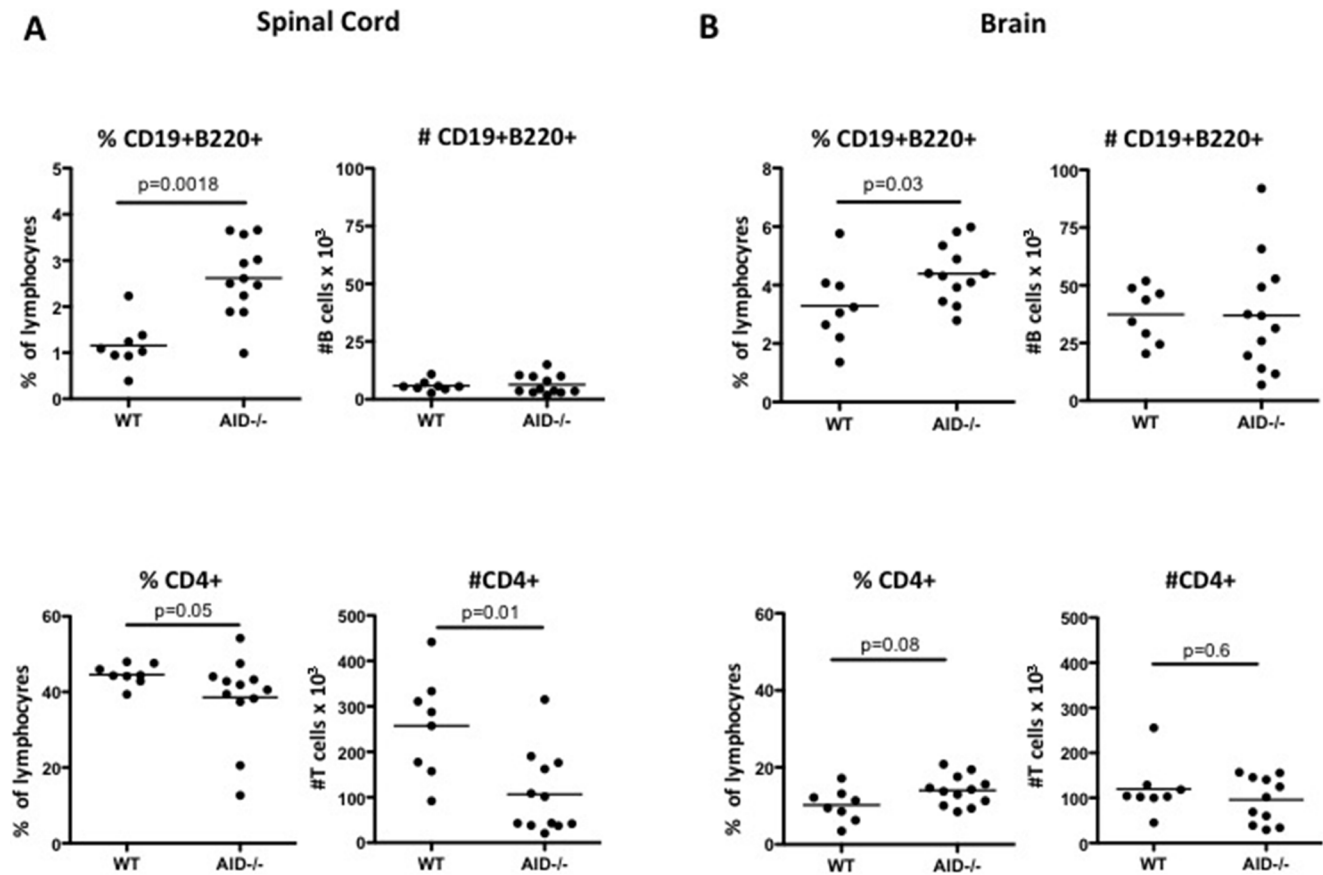 A
Spinal Cord
B
Brain
% CD19+B220+
# CD19+B220+
% CD19+B220+
# CD19+B220+
p=0.0018
p=0.03
5
4
3
2
1
0
% of lymphocyres
WT
AID-/-
100
75
50
25
0
#B cells x 10³
WT
AID-/-
8
6
4
2
0
% of lymphocyres
WT
AID-/-
100
75
50
25
0
#B cells x 10³
WT
AID-/-
% CD4+
#CD4+
% CD4+
#CD4+
p=0.05
p=0.01
p=0.08
p=0.6
60
40
20
0
% of lymphocyres
WT
AID-/-
500
400
300
200
100
0
#T cells x 10³
WT
AID-/-
60
40
20
0
% of lymphocyres
WT
AID-/-
500
400
300
200
100
0
#T cells x 10³
WT
AID-/-